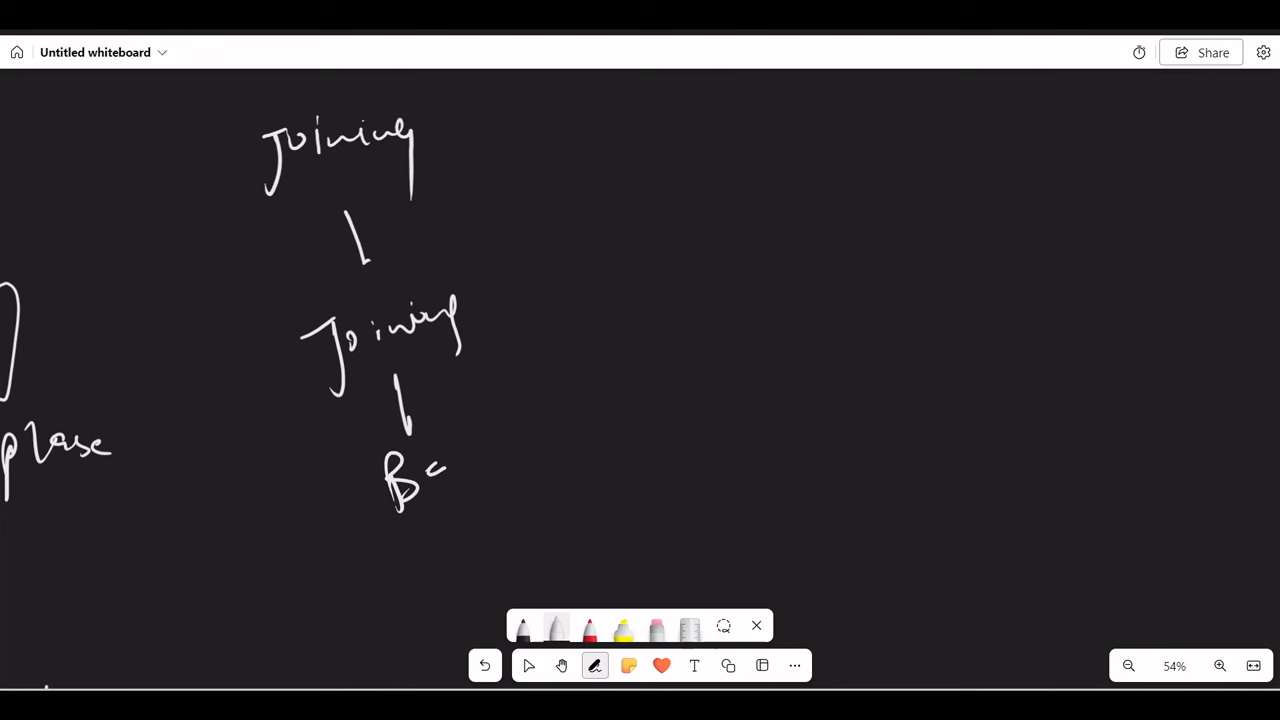 Untitled whiteboard
Share
Joining
Joining
phase
54%